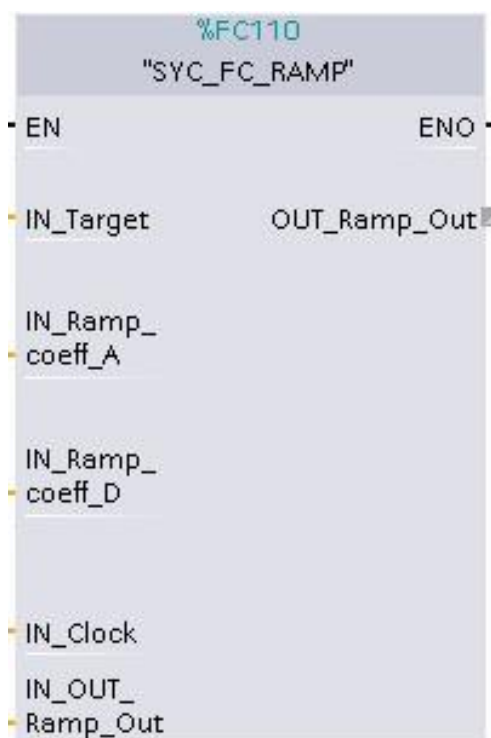 %FC110
"SYC_FC_RAMP"
EN ENO
IN_Target OUT_Ramp_Out
IN_Ramp_
coeff_A
IN_Ramp_
coeff_D
IN_Clock
IN_OUT_
Ramp_Out